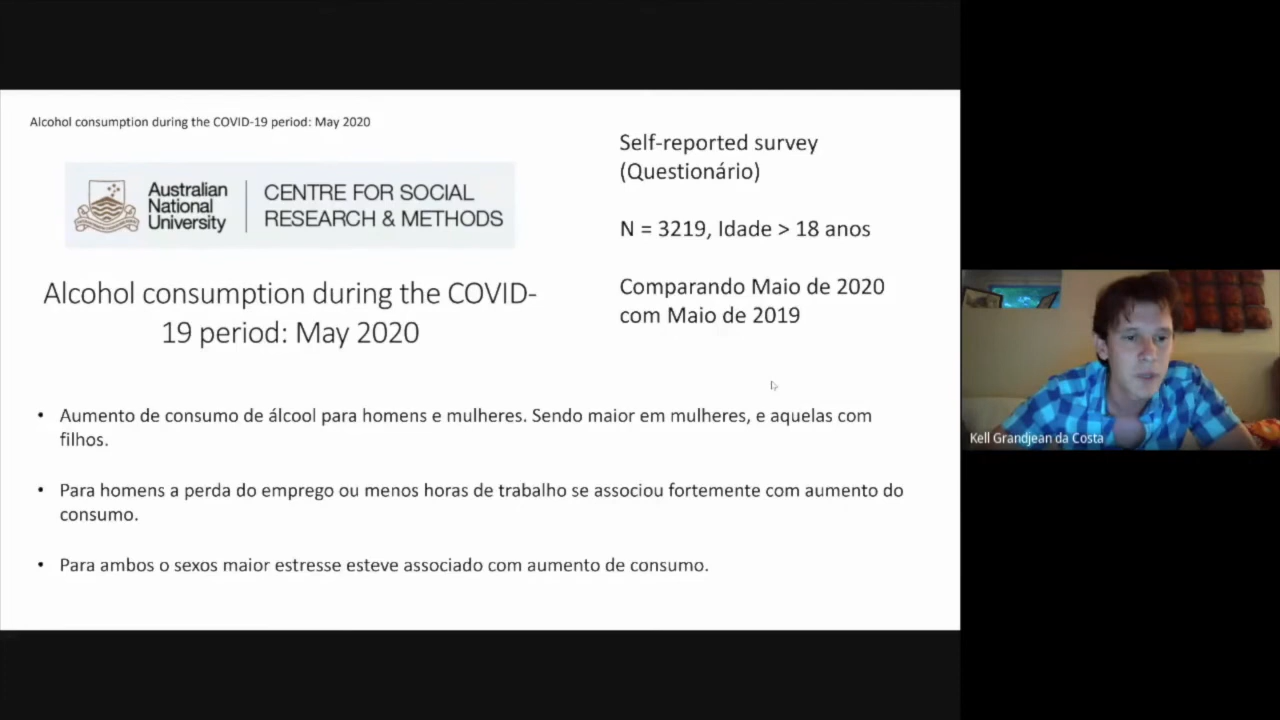 Alcohol consumption during the COVID-19 period: May 2020
Australian
National
University
CENTRE FOR SOCIAL
RESEARCH & METHODS
Alcohol consumption during the COVID-
19 period: May 2020
Self-reported survey
(Questionário)
N = 3219, Idade > 18 anos
Comparando Maio de 2020
com Maio de 2019
• Aumento de consumo de álcool para homens e mulheres. Sendo maior em mulheres, e aquelas com
filhos.
• Para homens a perda do emprego ou menos horas de trabalho se associou fortemente com aumento do
consumo.
• Para ambos o sexos maior estresse esteve associado com aumento de consumo.
Kell Grandjean da Costa